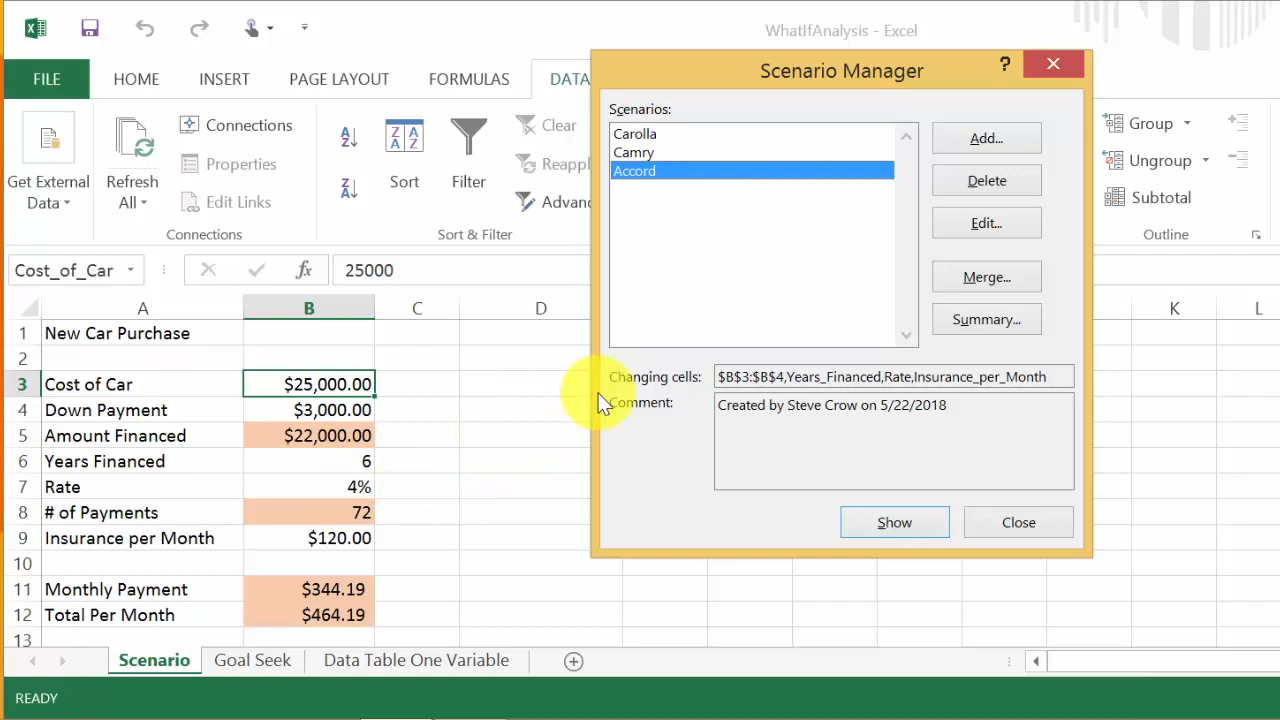 WhatIfAnalysis - Excel
FILE HOME INSERT PAGE LAYOUT FORMULAS DATA
Get External Data
Refresh All
Connections
Properties
Edit Links
Connections
A Z
Z A
Z A A Z
Sort
Filter
Clear
Reappl
Advanc
Sort & Filter
Group
Ungroup
Subtotal
Outline
Scenario Manager
?
Scenarios:
Carolla
Camry
Accord
Add...
Delete
Edit...
Merge...
Summary...
Changing cells: $B$3:$B$4,Years_Financed,Rate,Insurance_per_Month
Comment: Created by Steve Crow on 5/22/2018
Show Close
Cost_of_Car fx 25000
A B C D K L
1 New Car Purchase
2
3 Cost of Car $25,000.00
4 Down Payment $3,000.00
5 Amount Financed $22,000.00
6 Years Financed 6
7 Rate 4%
8 # of Payments 72
9 Insurance per Month $120.00
10
11 Monthly Payment $344.19
12 Total Per Month $464.19
13
Scenario Goal Seek Data Table One Variable
READY